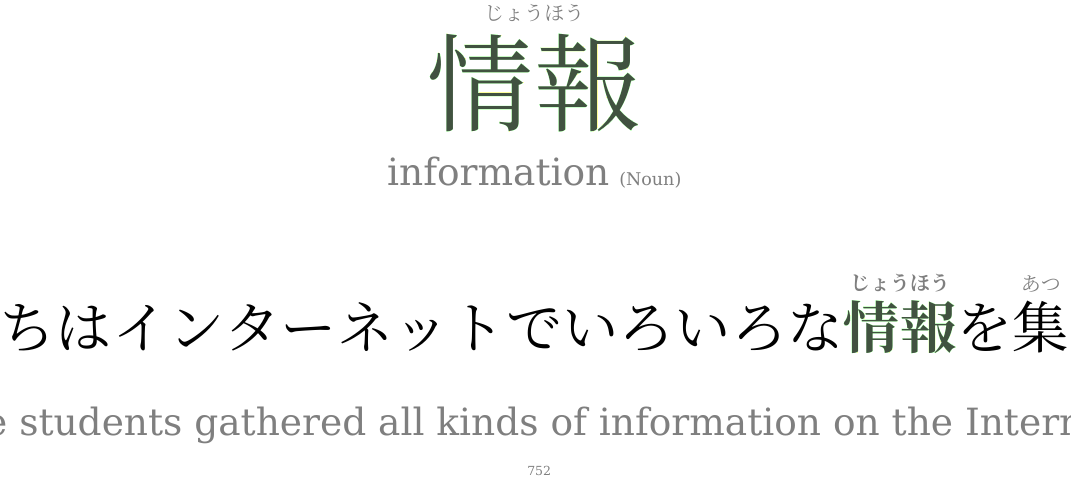 じょうほう
情報
information (Noun)
じょうほう あつ
ちはインターネットでいろいろな情報を集
e students gathered all kinds of information on the Intern
752